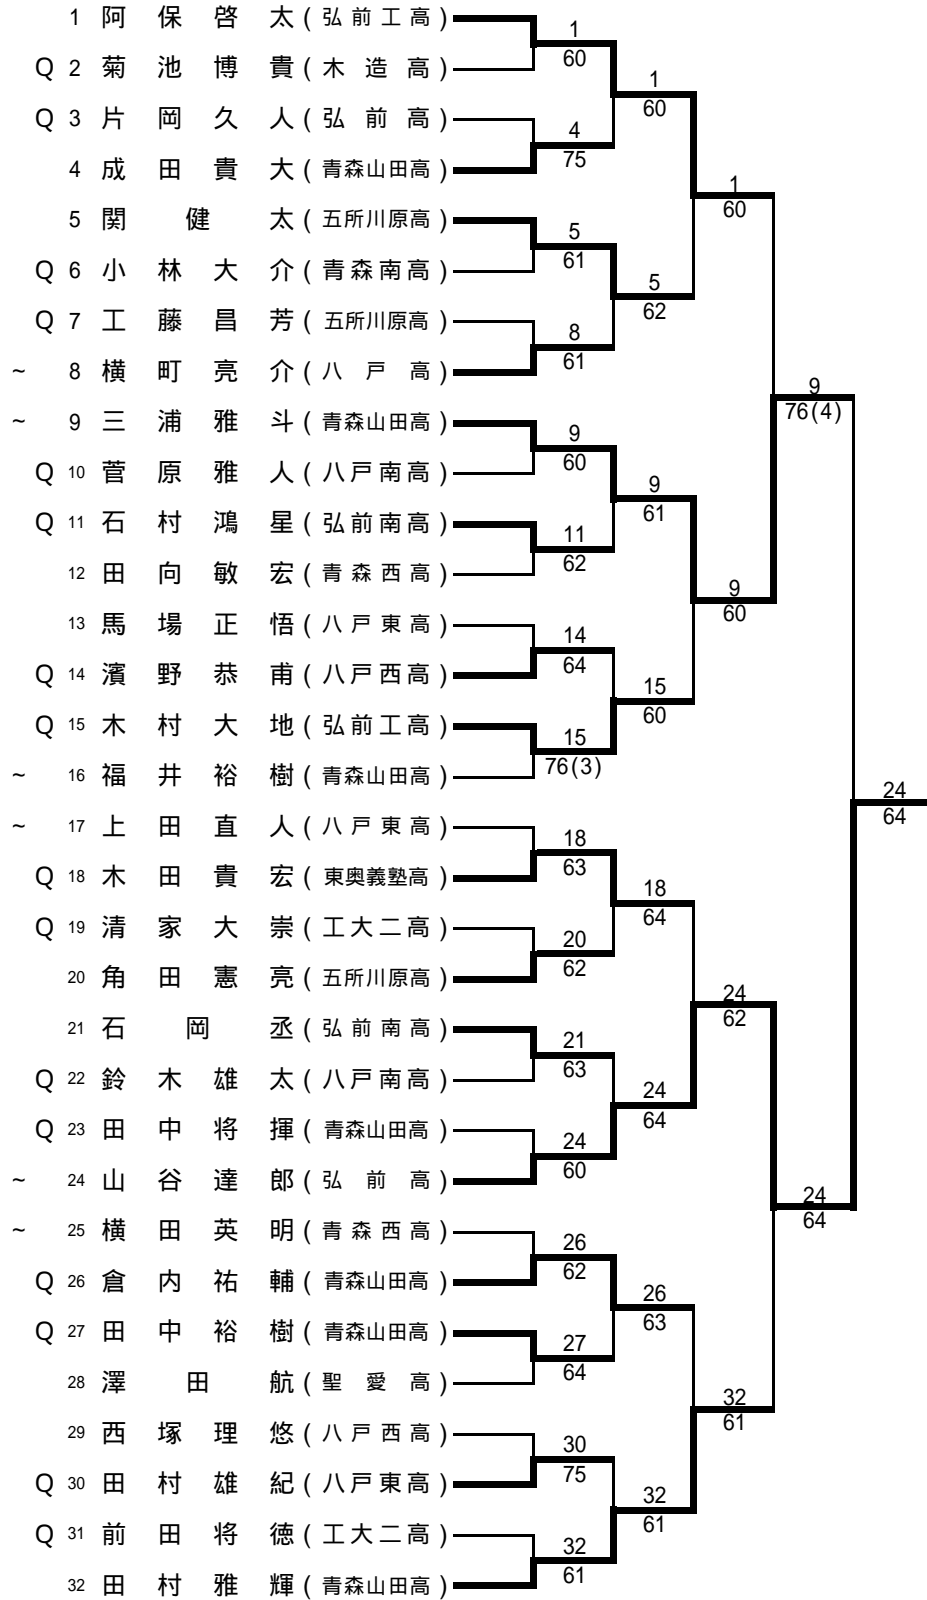 1 阿保啓太(弘前工高)
Q 2 菊池博貴(木造高)
Q 3 片岡久人(弘前高)
4 成田貴大(青森山田高)
5 関健太(五所川原高)
Q 6 小林大介(青森南高)
Q 7 工藤昌芳(五所川原高)
~ 8 横町亮介(八戸高)
~ 9 三浦雅斗(青森山田高)
Q 10 菅原雅人(八戸南高)
Q 11 石村鴻星(弘前南高)
12 田向敏宏(青森西高)
13 馬場正悟(八戸東高)
Q 14 濱野恭甫(八戸西高)
Q 15 木村大地(弘前工高)
~ 16 福井裕樹(青森山田高)
~ 17 上田直人(八戸東高)
Q 18 木田貴宏(東奥義塾高)
Q 19 清家大崇(工大二高)
20 角田憲亮(五所川原高)
21 石岡丞(弘前南高)
Q 22 鈴木雄太(八戸南高)
Q 23 田中将揮(青森山田高)
~ 24 山谷達郎(弘前高)
~ 25 横田英明(青森西高)
Q 26 倉内祐輔(青森山田高)
Q 27 田中裕樹(青森山田高)
28 澤田航(聖愛高)
29 西塚理悠(八戸西高)
Q 30 田村雄紀(八戸東高)
Q 31 前田将徳(工大二高)
32 田村雅輝(青森山田高)
1
60
4
75
5
61
8
61
9
60
11
62
14
64
15
76(3)
18
63
20
62
21
63
24
60
26
62
27
64
30
75
32
61
1
60
5
62
9
61
15
60
18
64
24
64
26
63
32
61
1
60
9
60
24
62
32
61
9
76(4)
24
64
24
64